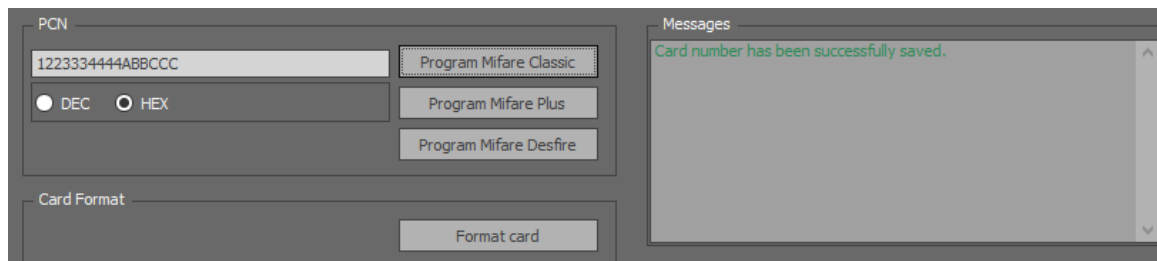 PCN
1223334444ABBCCC
Program Mifare Classic
DEC
HEX
Program Mifare Plus
Program Mifare Desfire
Card Format
Format card
Messages
Card number has been successfully saved.